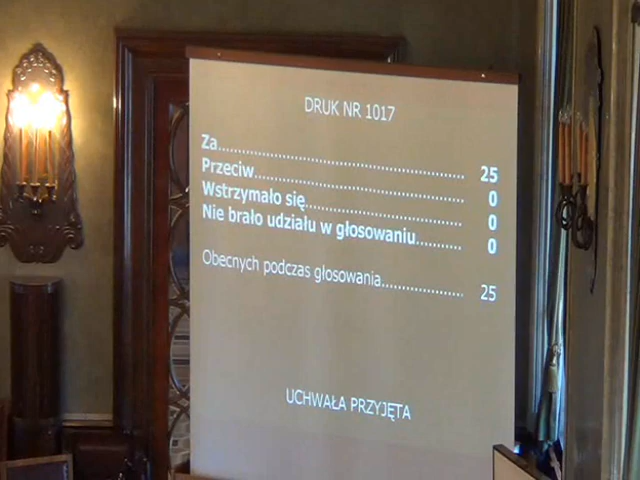 DRUK NR 1017
Za........................................................ 25
Przeciw................................................ 0
Wstrzymało się................................... 0
Nie brało udziału w głosowaniu.......... 0
Obecnych podczas głosowania.................. 25
UCHWAŁA PRZYJĘTA